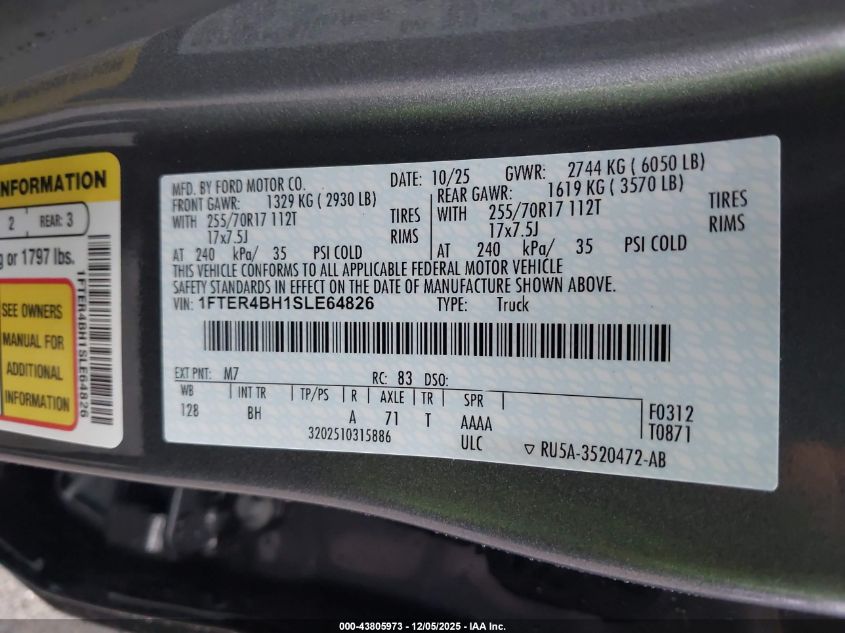 NFORMATION
2 REAR: 3
g or 1797 lbs.
SEE OWNERS
MANUAL FOR
ADDITIONAL
INFORMATION
1FTER4BH1SLE64826
MFD. BY FORD MOTOR CO. DATE: 10/25 GVWR: 2744 KG ( 6050 LB)
FRONT GAWR: 1329 KG ( 2930 LB) REAR GAWR: 1619 KG ( 3570 LB)
WITH 255/70R17 112T TIRES WITH 255/70R17 112T TIRES
17x7.5J RIMS 17x7.5J RIMS
AT 240 kPa/ 35 PSI COLD AT 240 kPa/ 35 PSI COLD
THIS VEHICLE CONFORMS TO ALL APPLICABLE FEDERAL MOTOR VEHICLE
SAFETY STANDARDS IN EFFECT ON THE DATE OF MANUFACTURE SHOWN ABOVE.
VIN: 1FTER4BH1SLE64826 TYPE: Truck
EXT PNT: M7 RC: 83 DSO:
WB INT TR TP/PS R AXLE TR SPR
128 BH A 71 T AAAA F0312
3202510315886 ULC T0871
RU5A-3520472-AB
000-43805973 - 12/05/2025 - IAA Inc.